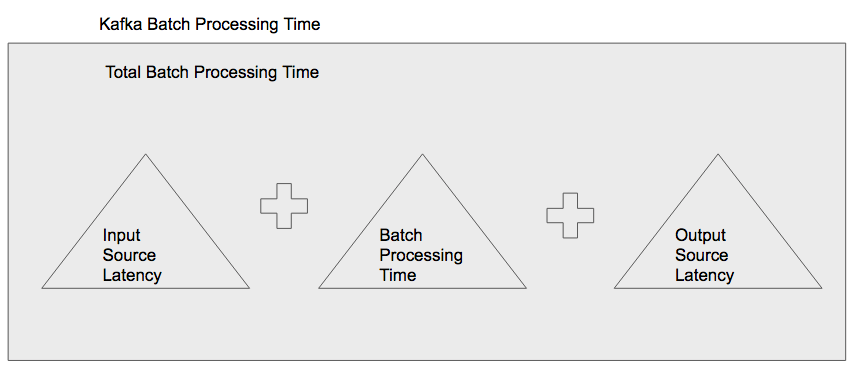 Kafka Batch Processing Time
Total Batch Processing Time
Input
Source
Latency
Batch
Processing
Time
Output
Source
Latency